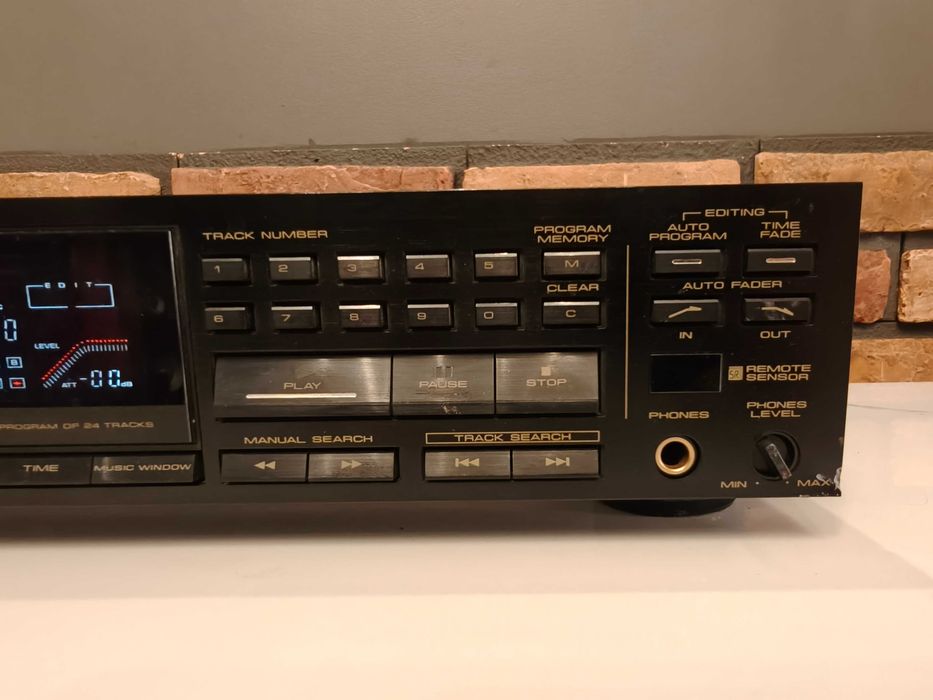 TRACK NUMBER
1 2 3 4 5
6 7 8 9 0
PROGRAM
MEMORY
M
CLEAR
C
EDITING
AUTO
PROGRAM
TIME
FADE
AUTO FADER
IN OUT
EDIT
0
LEVEL
B
ATT -00dB
PROGRAM OF 24 TRACKS
TIME MUSIC WINDOW
PLAY PAUSE STOP
MANUAL SEARCH
TRACK SEARCH
SR REMOTE
SENSOR
PHONES
PHONES
LEVEL
MIN MAX